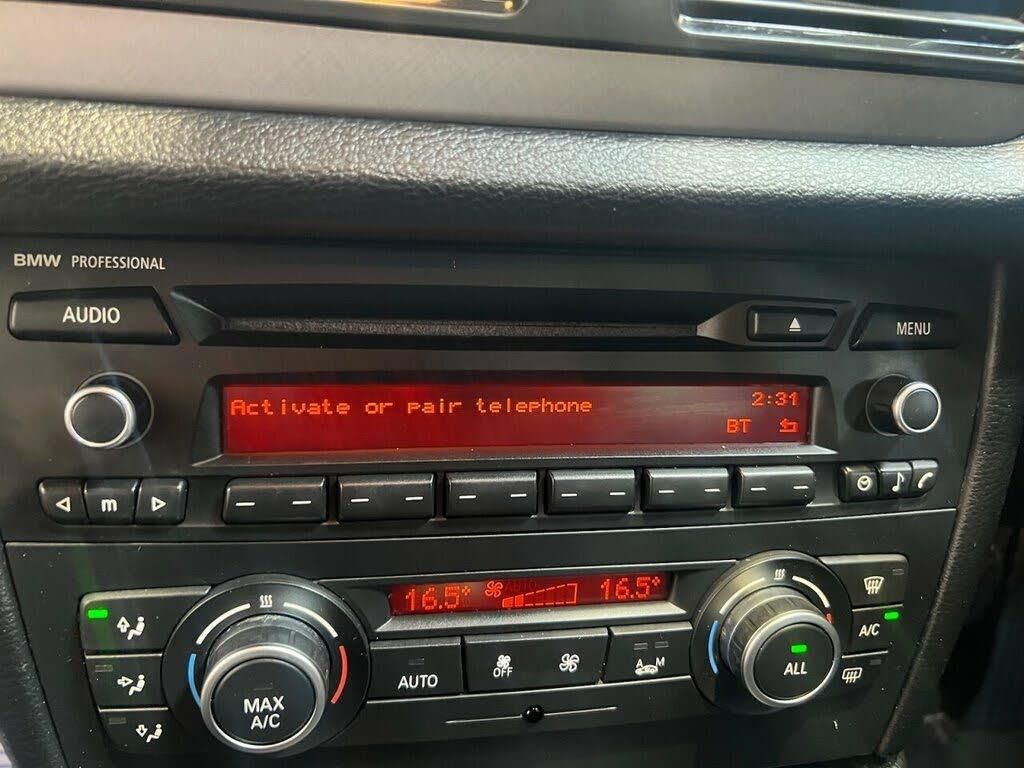 BMW PROFESSIONAL
AUDIO
MENU
Activate or pair telephone
2:31
BT
m
16.5°
AUTO
16.5°
MAX
A/C
AUTO
OFF
A M
ALL
A/C